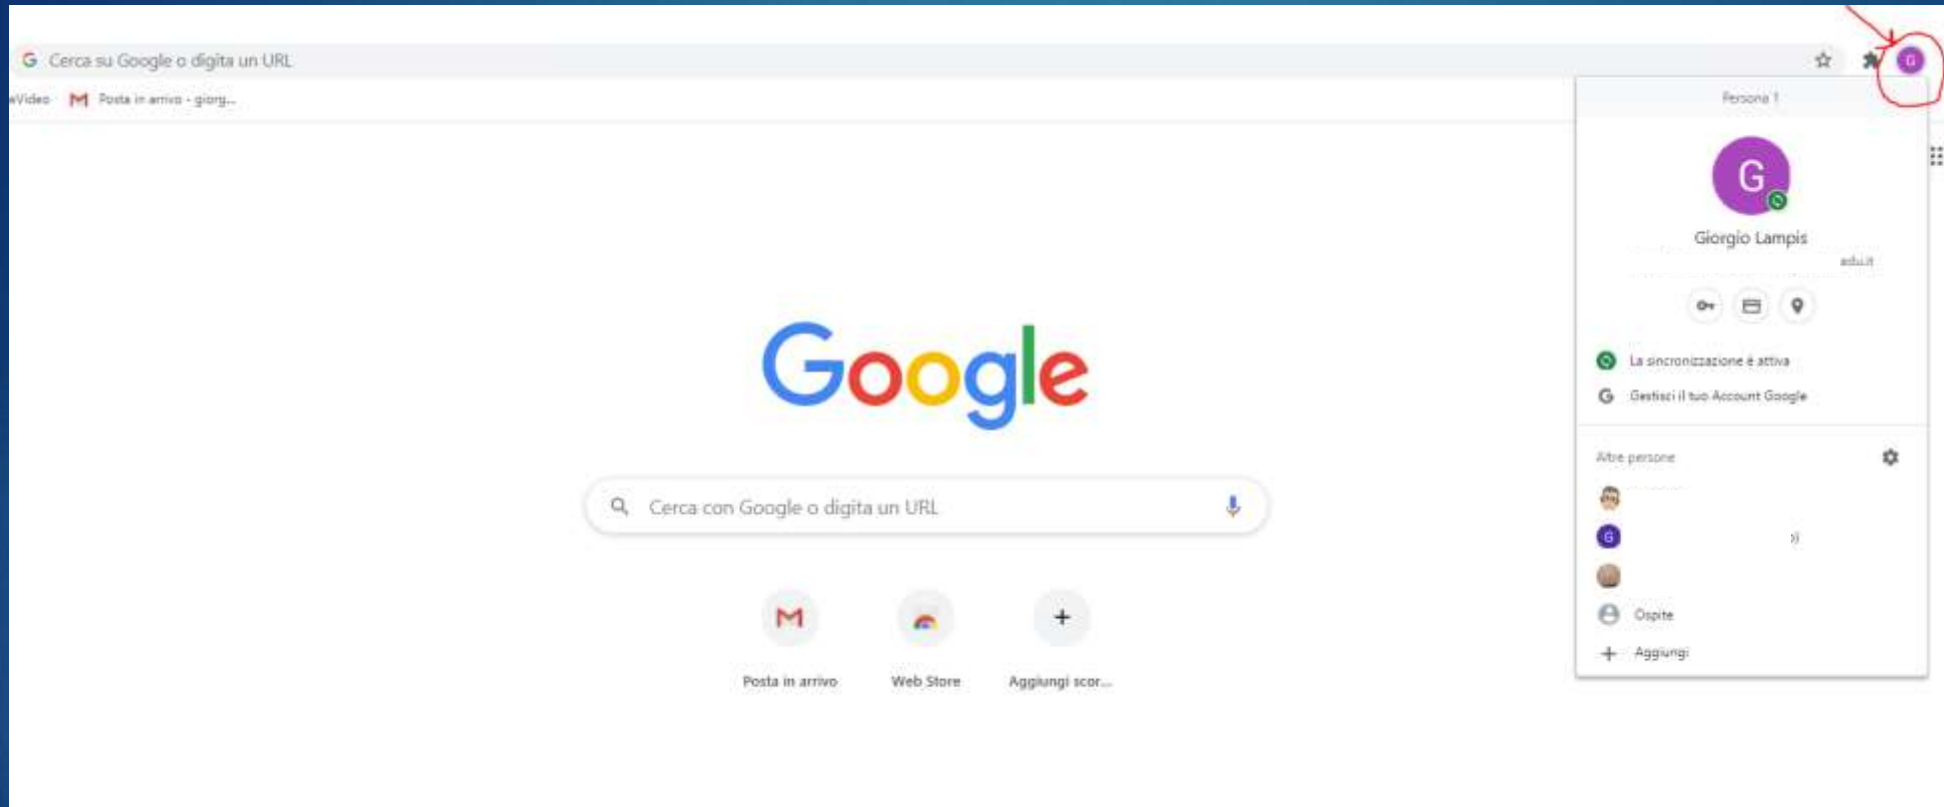 Cerca su Google o digita un URL
eVideo Posta in arrivo - giorg...
Persona 1
G
Giorgio Lampis
edu.it
La sincronizzazione è attiva
Gestisci il tuo Account Google
Altre persone
G
Ospite
Aggiungi
Google
Cerca con Google o digita un URL
Posta in arrivo
Web Store
Aggiungi scor...